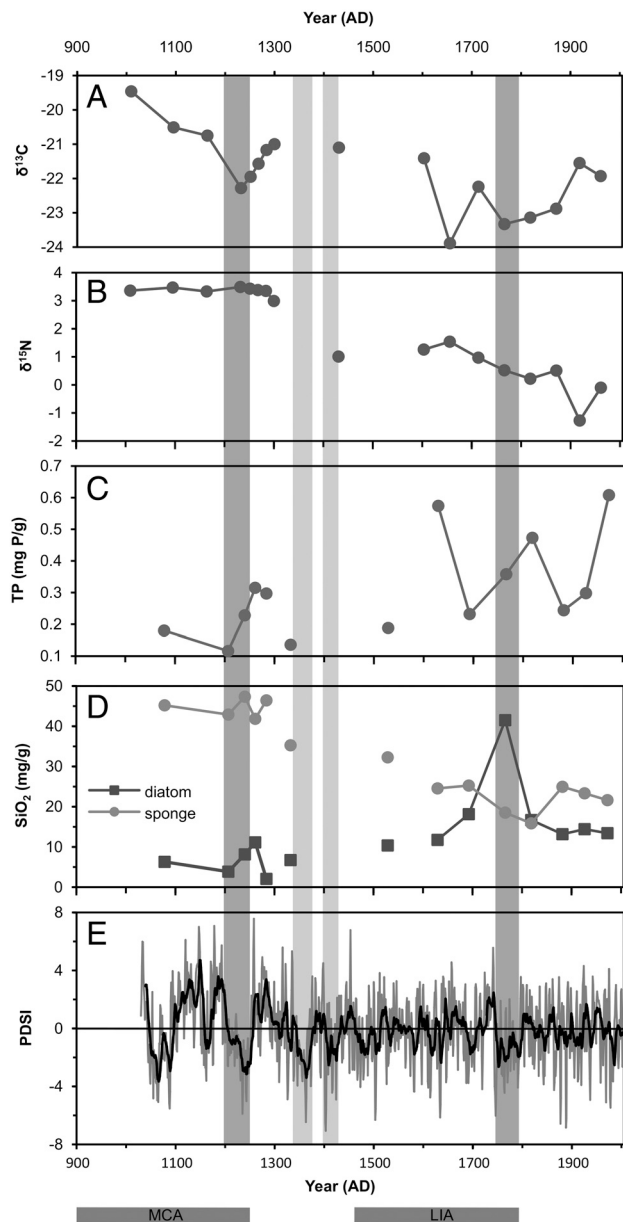 Year (AD)
900 1100 1300 1500 1700 1900
A
δ¹³C
-19
-20
-21
-22
-23
-24
B
δ¹⁵N
4
3
2
1
0
-1
-2
C
TP (mg P/g)
0.7
0.6
0.5
0.4
0.3
0.2
0.1
D
SiO₂ (mg/g)
50
40
30
20
10
0
diatom
sponge
E
PDSI
8
4
0
-4
-8
900 1100 1300 1500 1700 1900
Year (AD)
MCA LIA